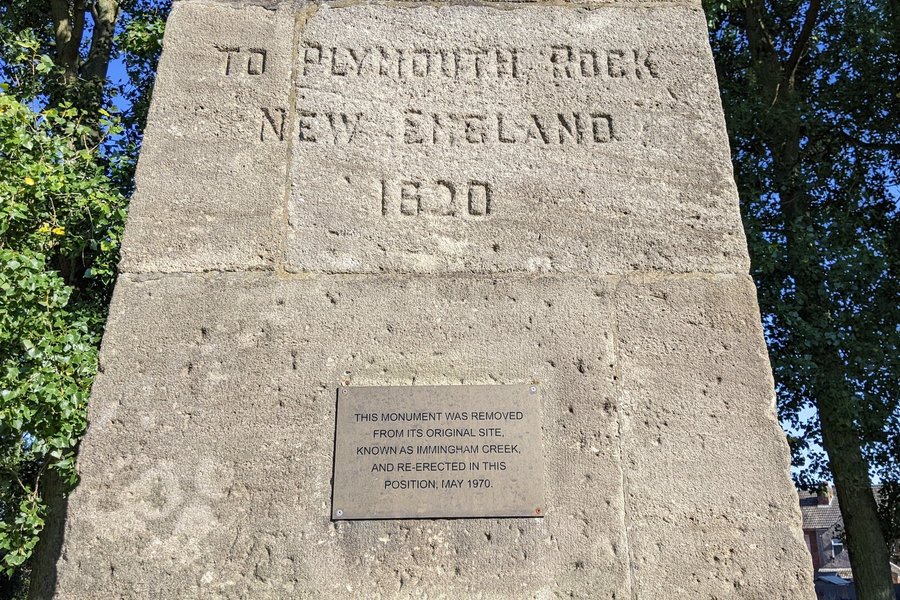 TO PLYMOUTH ROCK
NEW ENGLAND
1620
THIS MONUMENT WAS REMOVED
FROM ITS ORIGINAL SITE,
KNOWN AS IMMINGHAM CREEK,
AND RE-ERECTED IN THIS
POSITION, MAY 1970.